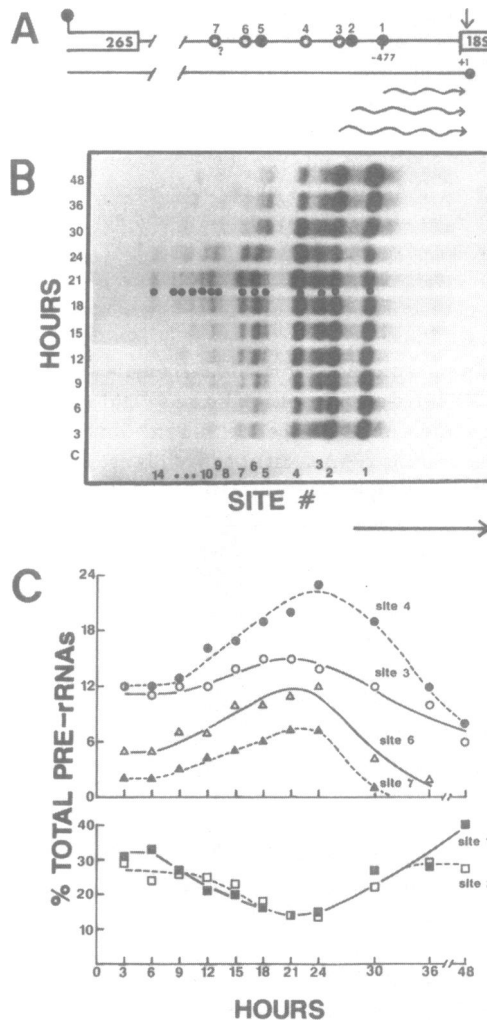 A
7 6 5 4 3 2 1
26S
18S
?
-477
+1
B
HOURS
48
36
30
24
21
18
15
12
9
6
3
C
14 ... 10 9 8 7 6 5 4 3 2 1
SITE #
C
% TOTAL PRE-rRNAs
24
18
12
6
0
site 4
site 3
site 6
site 7
40
30
20
10
site
site
0 3 6 9 12 15 18 21 24 30 36 48
HOURS